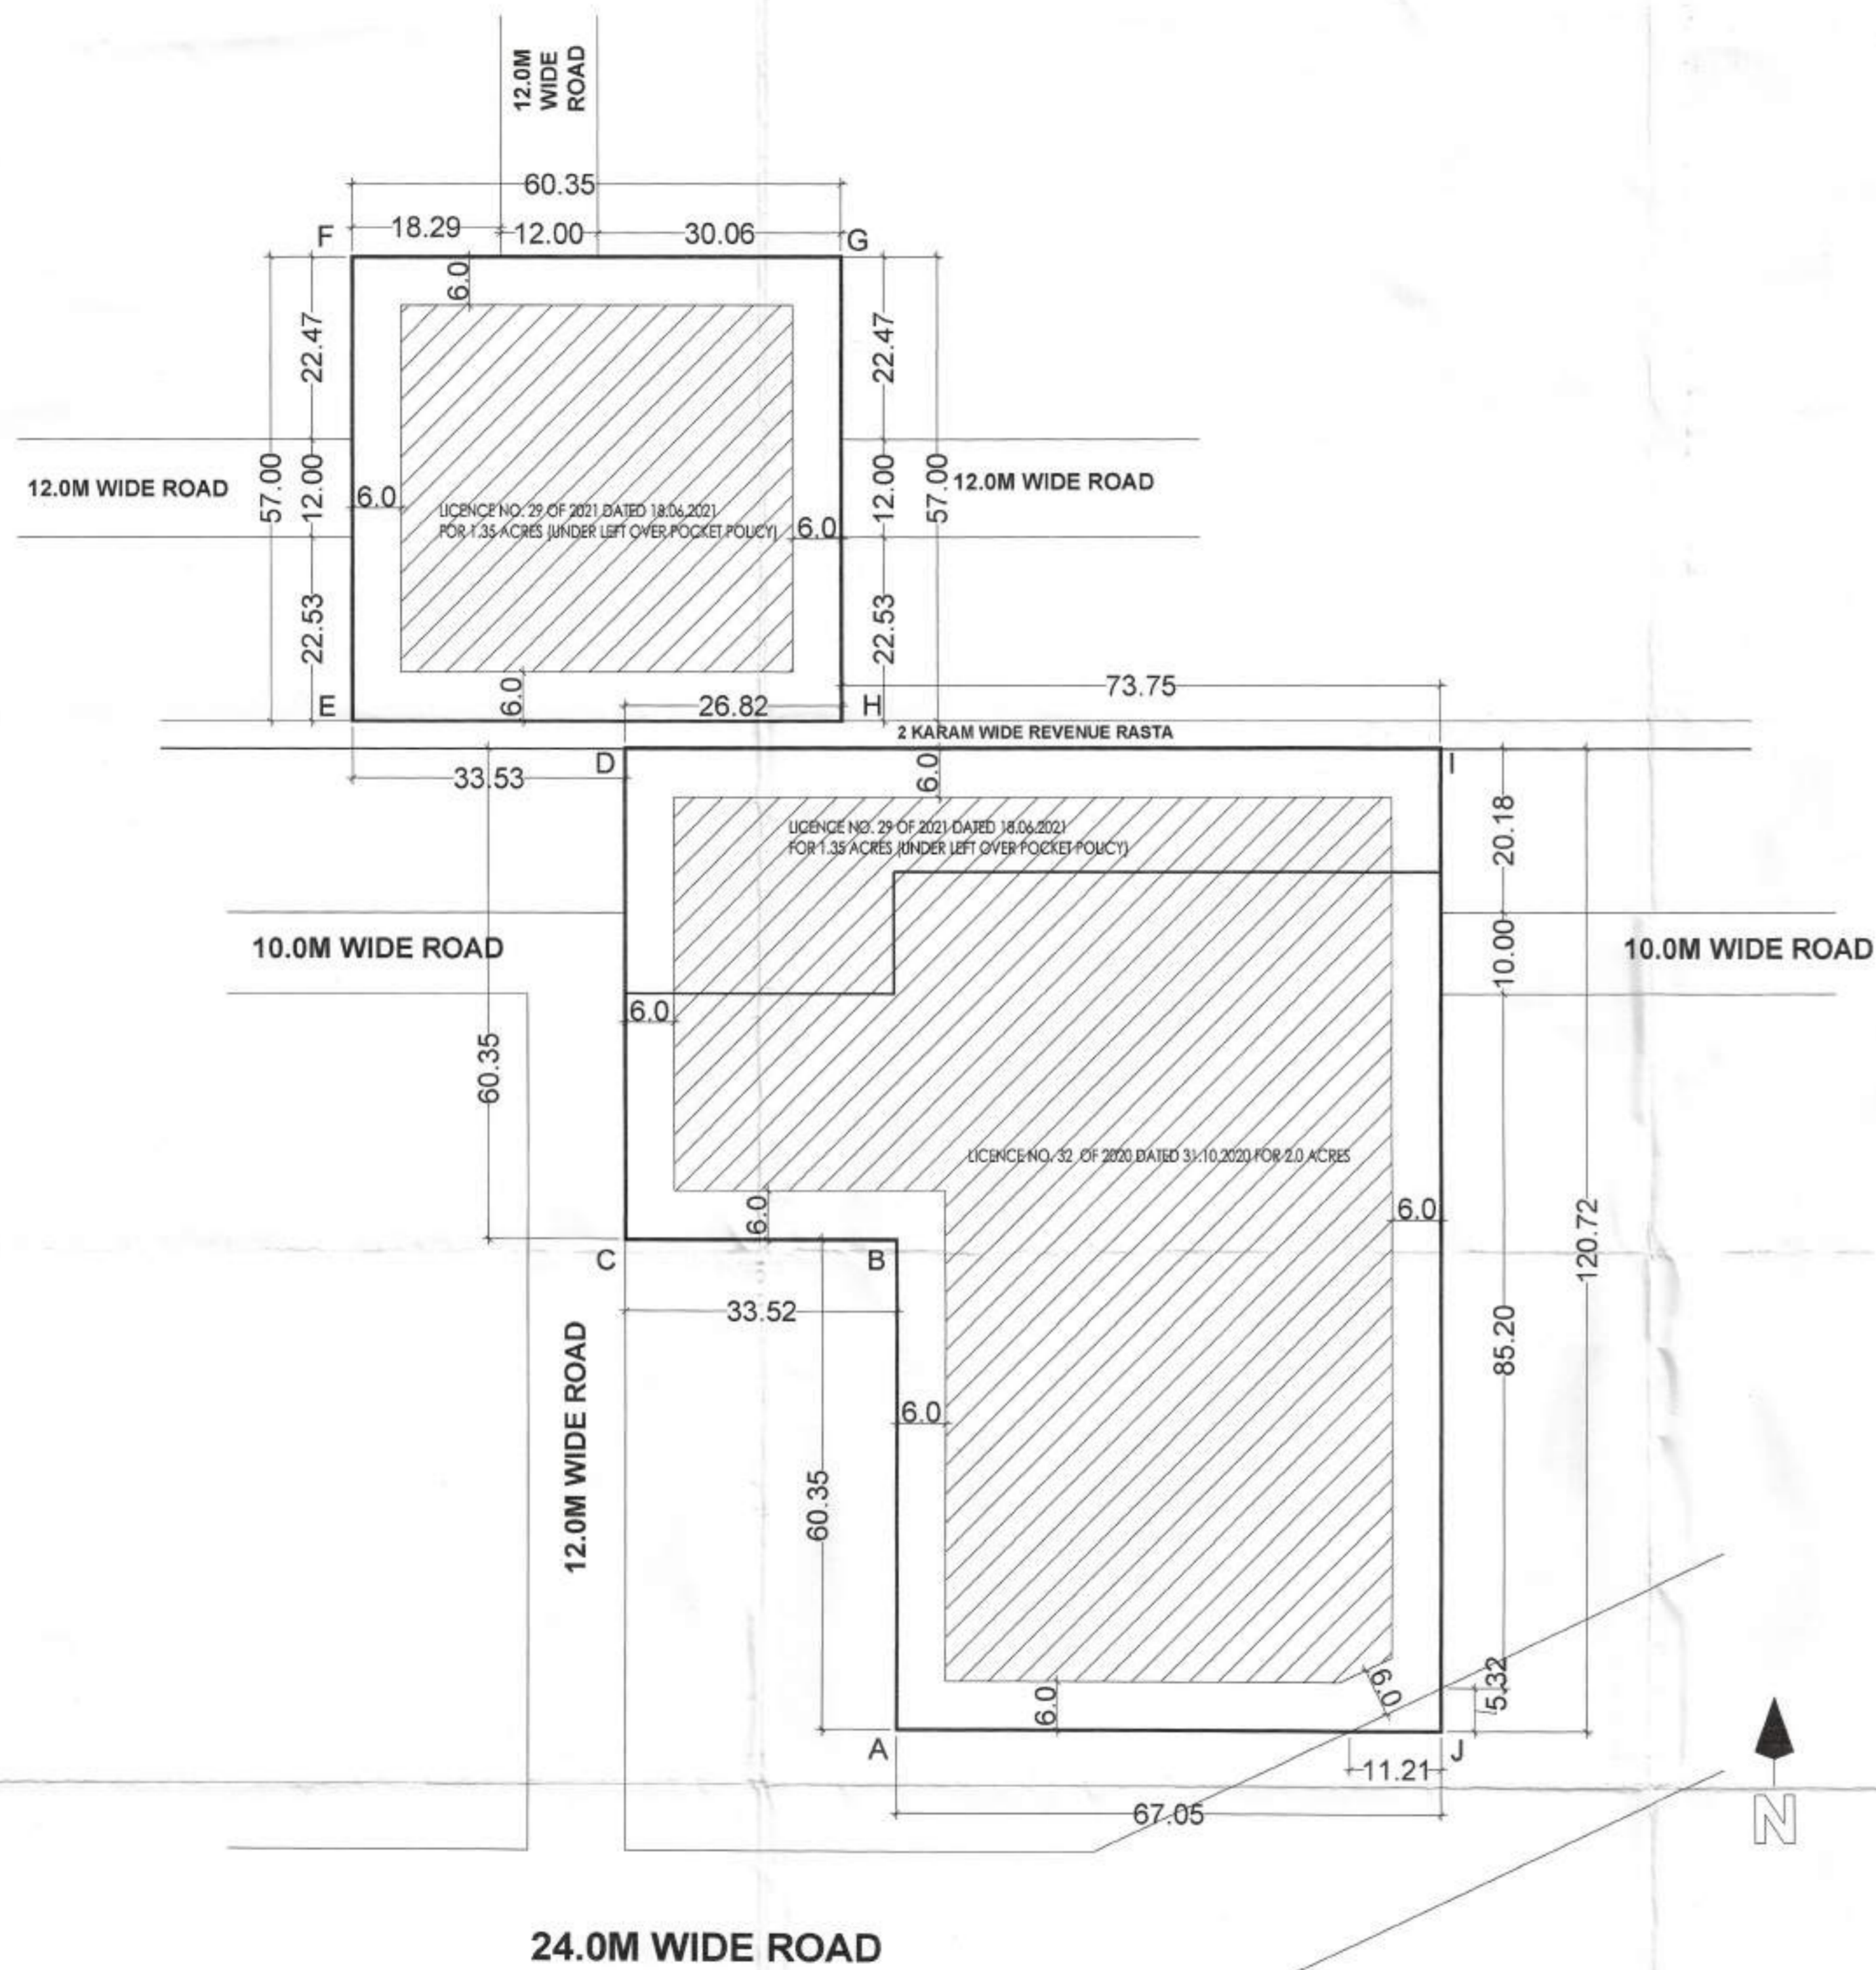 12.0M
WIDE
ROAD
60.35
18.29
12.00
30.06
F
G
6.0
22.47
22.47
12.0M WIDE ROAD
57.00
12.00
6.0
LICENCE NO. 29 OF 2021 DATED 18.06.2021
FOR 1.35 ACRES (UNDER LEFT OVER POCKET POLICY)
6.0
12.00
57.00
12.0M WIDE ROAD
22.53
22.53
73.75
E
6.0
26.82
H
2 KARAM WIDE REVENUE RASTA
33.53
D
6.0
I
LICENCE NO. 29 OF 2021 DATED 18.06.2021
FOR 1.35 ACRES (UNDER LEFT OVER POCKET POLICY)
20.18
10.0M WIDE ROAD
10.00
10.0M WIDE ROAD
6.0
60.35
LICENCE NO. 32 OF 2020 DATED 31.10.2020 FOR 2.0 ACRES
6.0
6.0
120.72
C
B
33.52
85.20
12.0M WIDE ROAD
6.0
60.35
6.0
6.0
5.32
A
J
11.21
67.05
N
24.0M WIDE ROAD